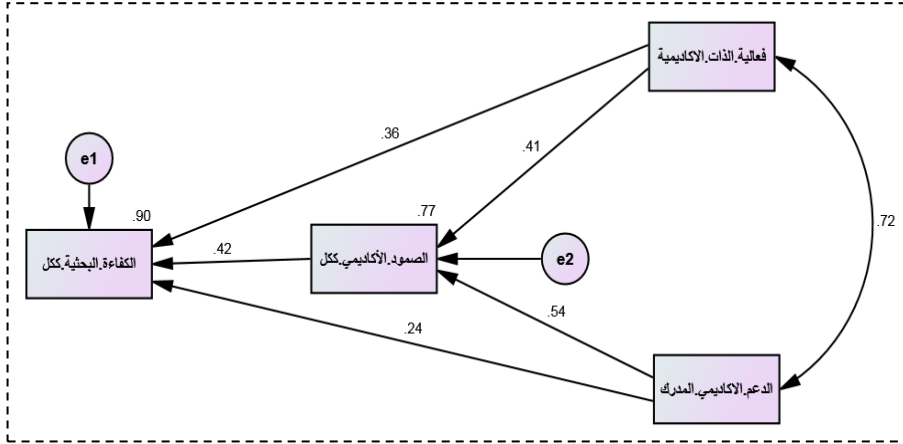 فعالية.الذات.الاكاديمية
.36
.41
.72
e1
.90
.77
الكفاءة.البحثية.ككل
.42
الصمود.الأكاديمي.ككل
e2
.54
.24
الدعم.الاكاديمي.المدرك